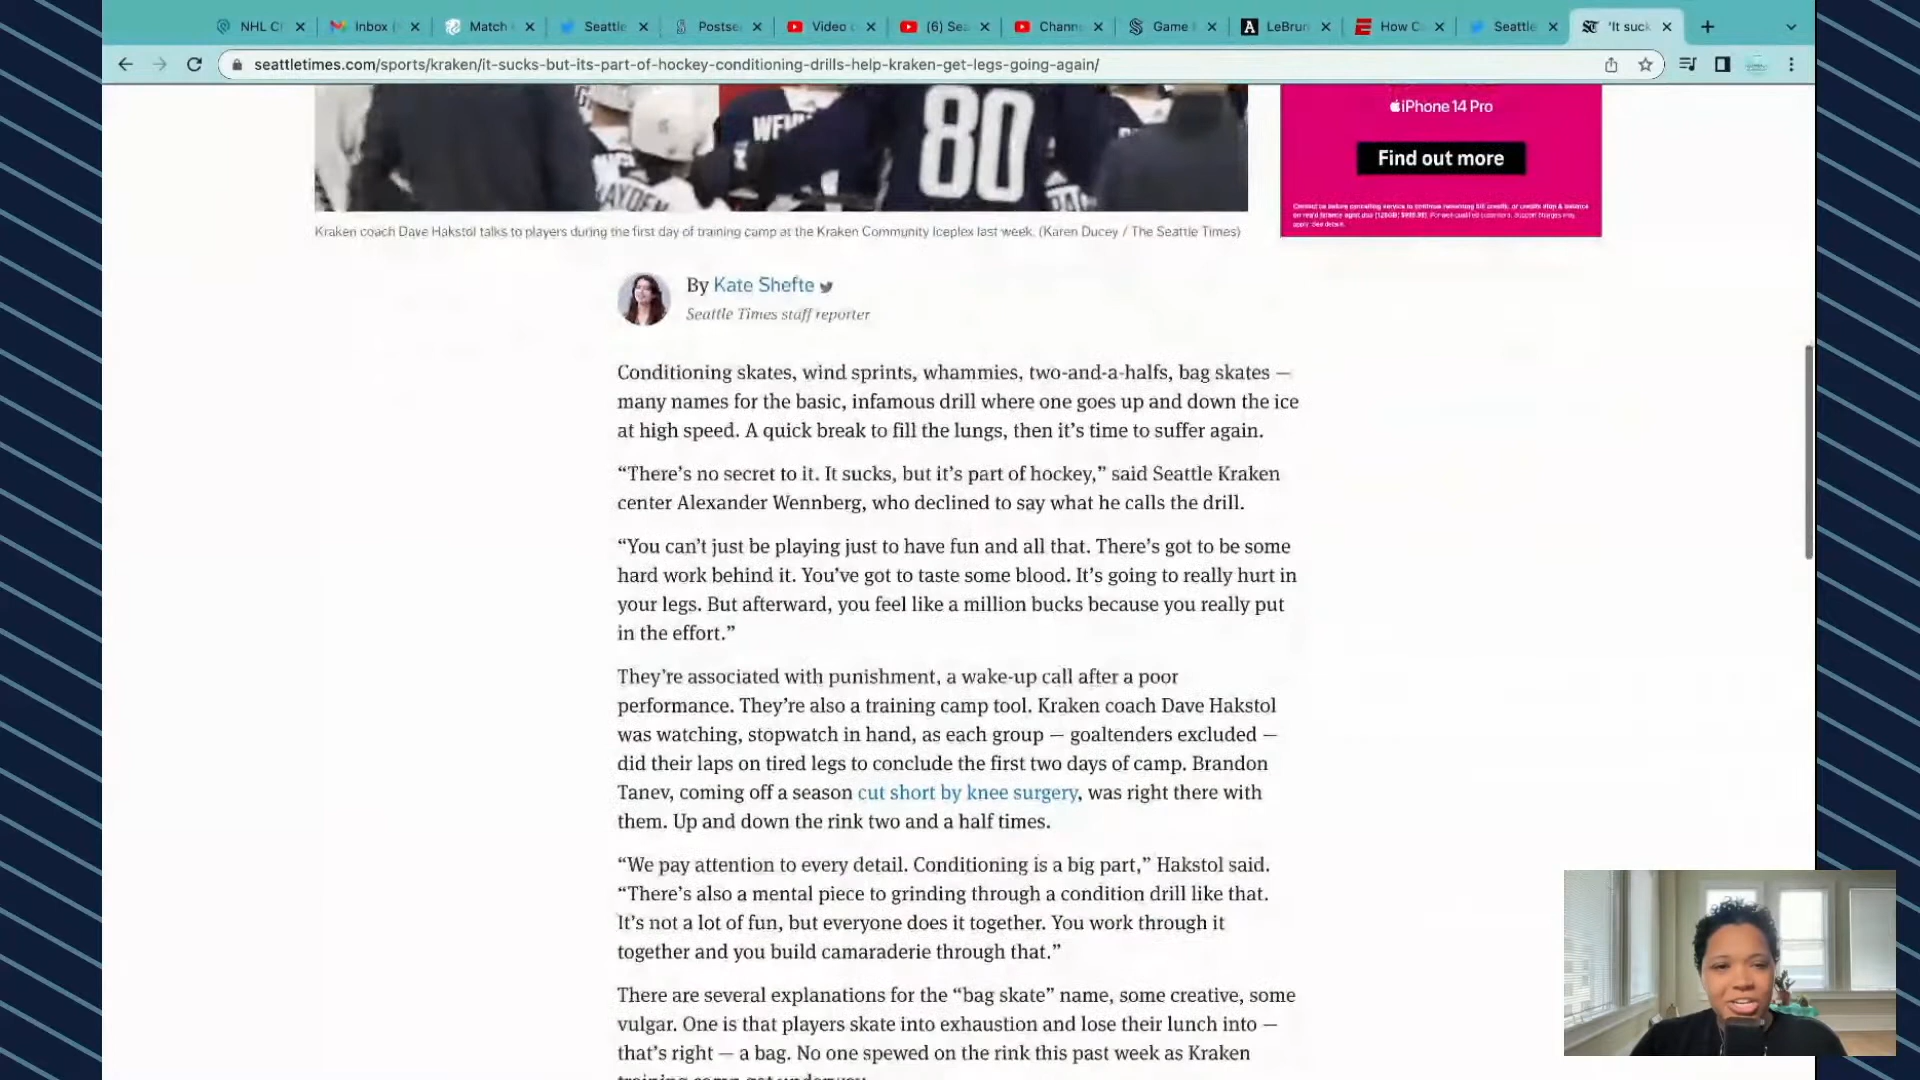 NHL C
Inbox (
Match
Seattle
Postse
Video c
(6) Sea
Chann
Game
LeBrun
How C
Seattle
'It suck
seattletimes.com/sports/kraken/it-sucks-but-its-part-of-hockey-conditioning-drills-help-kraken-get-legs-going-again/
80
HAYDEN
iPhone 14 Pro
Find out more
Kraken coach Dave Hakstol talks to players during the first day of training camp at the Kraken Community Iceplex last week. (Karen Ducey / The Seattle Times)
By Kate Shefte
Seattle Times staff reporter
Conditioning skates, wind sprints, whammies, two-and-a-halfs, bag skates —
many names for the basic, infamous drill where one goes up and down the ice
at high speed. A quick break to fill the lungs, then it's time to suffer again.
“There's no secret to it. It sucks, but it's part of hockey,” said Seattle Kraken
center Alexander Wennberg, who declined to say what he calls the drill.
“You can't just be playing just to have fun and all that. There's got to be some
hard work behind it. You've got to taste some blood. It's going to really hurt in
your legs. But afterward, you feel like a million bucks because you really put
in the effort.”
They're associated with punishment, a wake-up call after a poor
performance. They're also a training camp tool. Kraken coach Dave Hakstol
was watching, stopwatch in hand, as each group — goaltenders excluded —
did their laps on tired legs to conclude the first two days of camp. Brandon
Tanev, coming off a season cut short by knee surgery, was right there with
them. Up and down the rink two and a half times.
“We pay attention to every detail. Conditioning is a big part,” Hakstol said.
“There's also a mental piece to grinding through a condition drill like that.
It's not a lot of fun, but everyone does it together. You work through it
together and you build camaraderie through that.”
There are several explanations for the “bag skate” name, some creative, some
vulgar. One is that players skate into exhaustion and lose their lunch into —
that's right — a bag. No one spewed on the rink this past week as Kraken
training camp got underway.